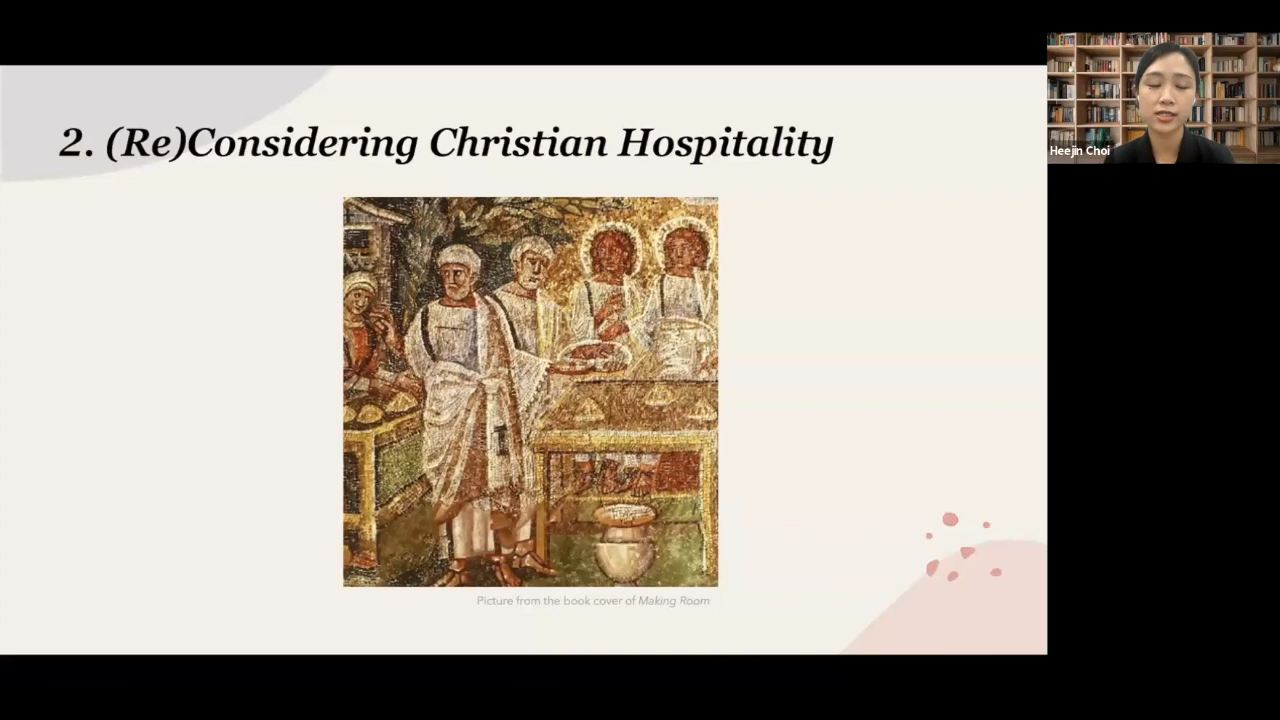 2. (Re)Considering Christian Hospitality
Heejin Choi
Picture from the book cover of Making Room